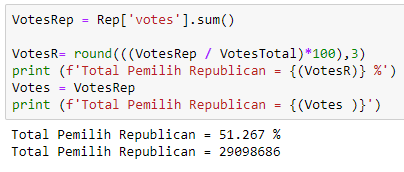 VotesRep = Rep['votes'].sum()
VotesR= round(((VotesRep / VotesTotal)*100),3)
print (f'Total Pemilih Republican = {(VotesR)} %')
Votes = VotesRep
print (f'Total Pemilih Republican = {(Votes )}')
Total Pemilih Republican = 51.267 %
Total Pemilih Republican = 29098686